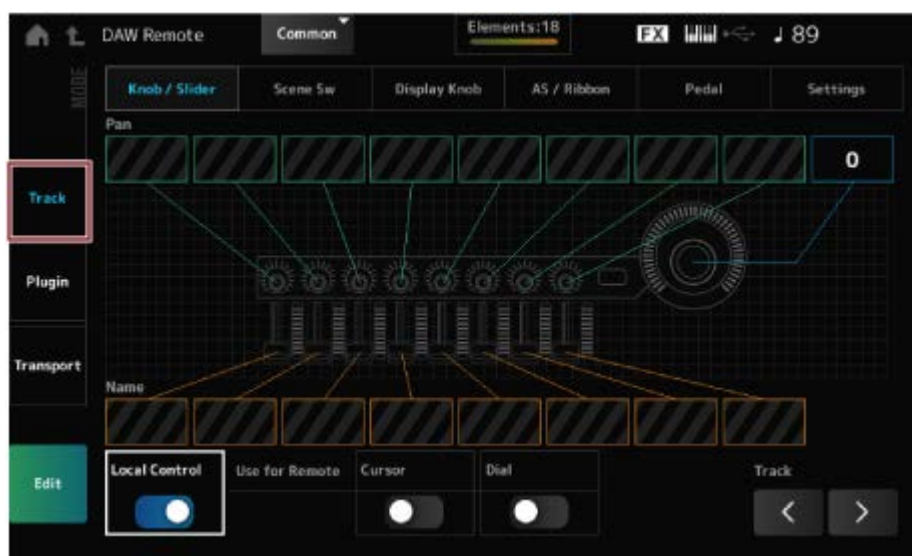 DAW Remote
Common
Elements:18
FX
♩ 89
MODE
Knob / Slider
Scene Sw
Display Knob
AS / Ribbon
Pedal
Settings
Pan
0
Track
Plugin
Transport
Name
Edit
Local Control
Use for Remote
Cursor
Dial
Track